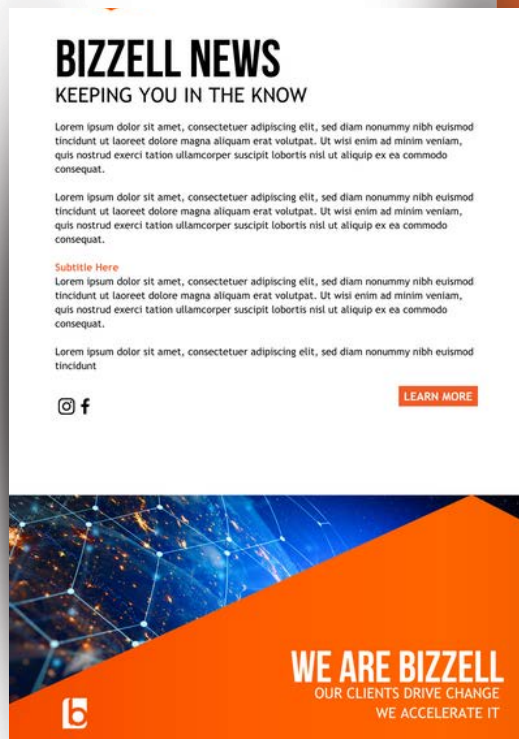 BIZZELL NEWS
KEEPING YOU IN THE KNOW
Lorem ipsum dolor sit amet, consectetuer adipiscing elit, sed diam nonummy nibh euismod
tincidunt ut laoreet dolore magna aliquam erat volutpat. Ut wisi enim ad minim veniam,
quis nostrud exerci tation ullamcorper suscipit lobortis nisl ut aliquip ex ea commodo
consequat.
Lorem ipsum dolor sit amet, consectetuer adipiscing elit, sed diam nonummy nibh euismod
tincidunt ut laoreet dolore magna aliquam erat volutpat. Ut wisi enim ad minim veniam,
quis nostrud exerci tation ullamcorper suscipit lobortis nisl ut aliquip ex ea commodo
consequat.
Subtitle Here
Lorem ipsum dolor sit amet, consectetuer adipiscing elit, sed diam nonummy nibh euismod
tincidunt ut laoreet dolore magna aliquam erat volutpat. Ut wisi enim ad minim veniam,
quis nostrud exerci tation ullamcorper suscipit lobortis nisl ut aliquip ex ea commodo
consequat.
Lorem ipsum dolor sit amet, consectetuer adipiscing elit, sed diam nonummy nibh euismod
tincidunt
LEARN MORE
WE ARE BIZZELL
OUR CLIENTS DRIVE CHANGE
WE ACCELERATE IT
b